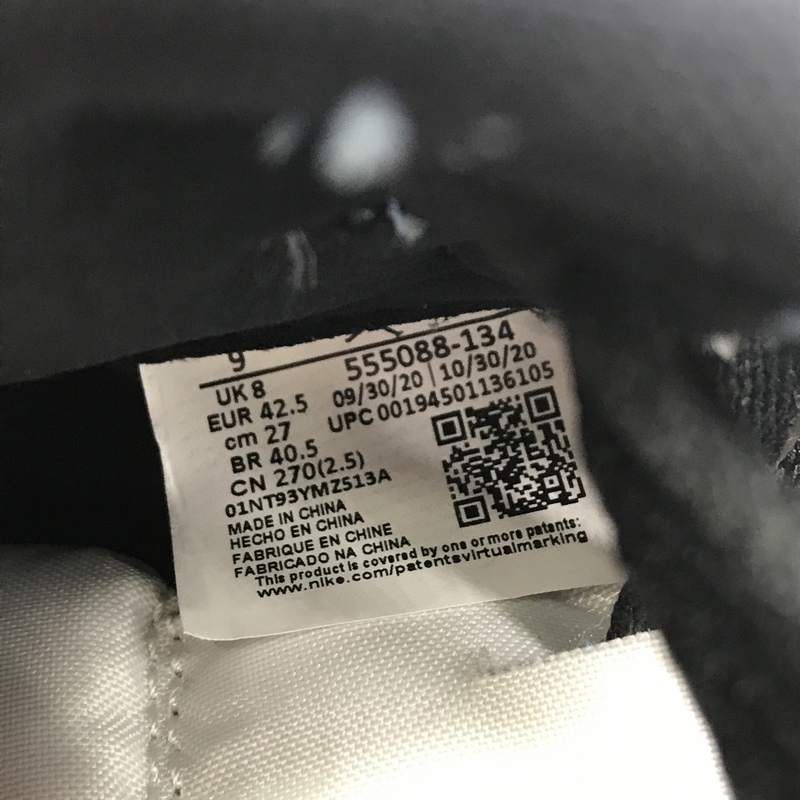 9
UK 8
EUR 42.5
cm 27
BR 40.5
CN 270(2.5)
01NT93YMZ513A
MADE IN CHINA
HECHO EN CHINA
FABRIQUE EN CHINE
FABRICADO NA CHINA
This product is covered by one or more patents:
www.nike.com/patentsvirtualmarking
555088-134
09/30/20 | 10/30/20
UPC 00194501136105